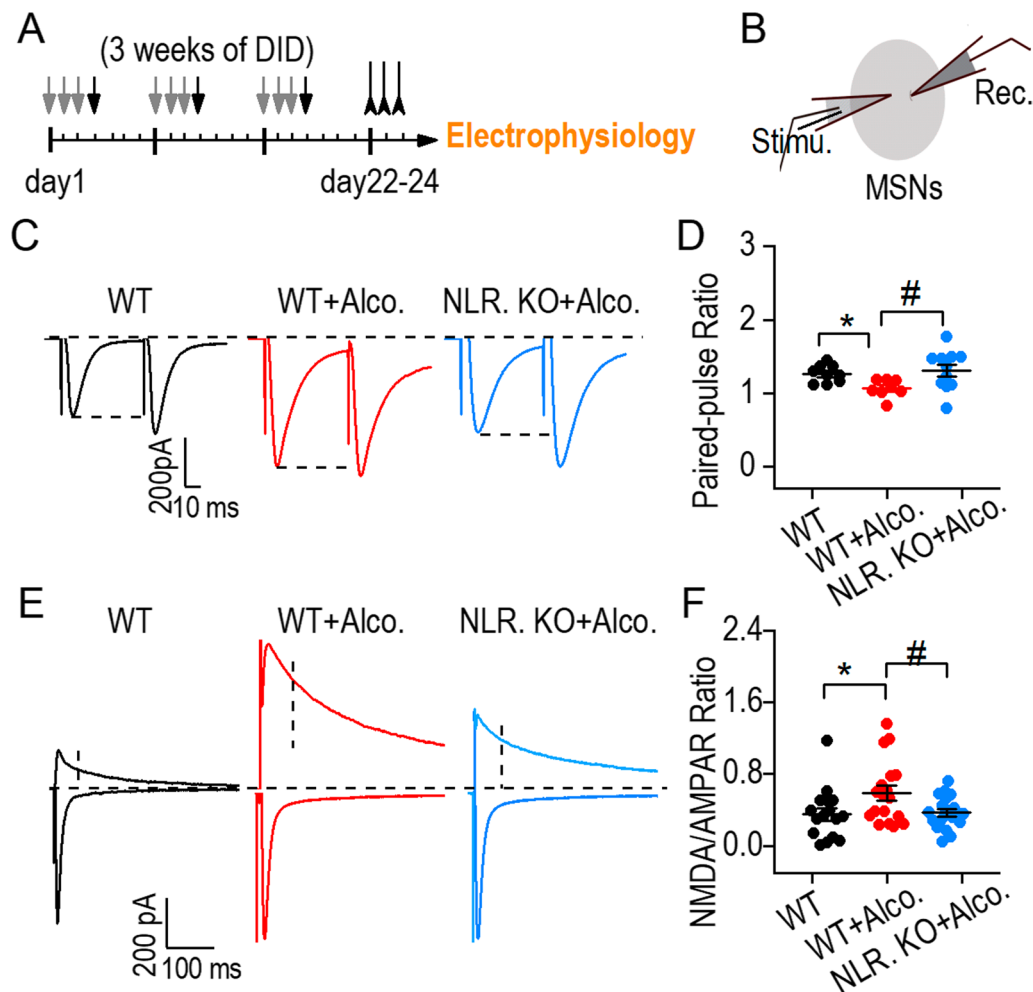 A
(3 weeks of DID)
Electrophysiology
day1
day22-24
B
Rec.
Stimu.
MSNs
C
WT
WT+Alco.
NLR. KO+Alco.
200pA
10 ms
D
Paired-pulse Ratio
3
2
1
0
*
#
WT
WT+Alco.
NLR. KO+Alco.
E
WT
WT+Alco.
NLR. KO+Alco.
200 pA
100 ms
F
NMDA/AMPAR Ratio
2.4
1.6
0.8
0.0
*
#
WT
WT+Alco.
NLR. KO+Alco.